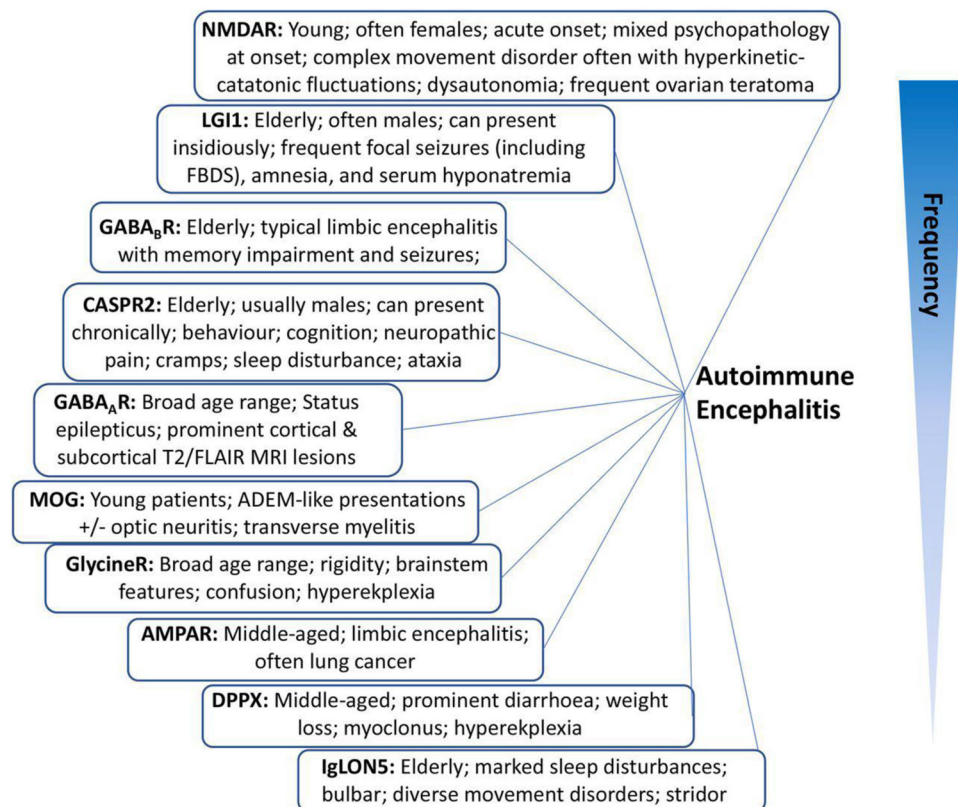 NMDAR: Young; often females; acute onset; mixed psychopathology
at onset; complex movement disorder often with hyperkinetic-
catatonic fluctuations; dysautonomia; frequent ovarian teratoma
LGI1: Elderly; often males; can present
insidiously; frequent focal seizures (including
FBDS), amnesia, and serum hyponatremia
GABA_BR: Elderly; typical limbic encephalitis
with memory impairment and seizures;
CASPR2: Elderly; usually males; can present
chronically; behaviour; cognition; neuropathic
pain; cramps; sleep disturbance; ataxia
GABA_AR: Broad age range; Status
epilepticus; prominent cortical &
subcortical T2/FLAIR MRI lesions
MOG: Young patients; ADEM-like presentations
+/- optic neuritis; transverse myelitis
GlycineR: Broad age range; rigidity; brainstem
features; confusion; hyperekplexia
AMPAR: Middle-aged; limbic encephalitis;
often lung cancer
DPPX: Middle-aged; prominent diarrhoea; weight
loss; myoclonus; hyperekplexia
IgLON5: Elderly; marked sleep disturbances;
bulbar; diverse movement disorders; stridor
Autoimmune
Encephalitis
Frequency